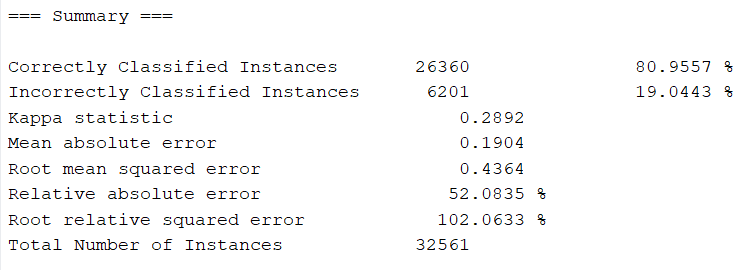 === Summary ===
Correctly Classified Instances 26360 80.9557 %
Incorrectly Classified Instances 6201 19.0443 %
Kappa statistic 0.2892
Mean absolute error 0.1904
Root mean squared error 0.4364
Relative absolute error 52.0835 %
Root relative squared error 102.0633 %
Total Number of Instances 32561